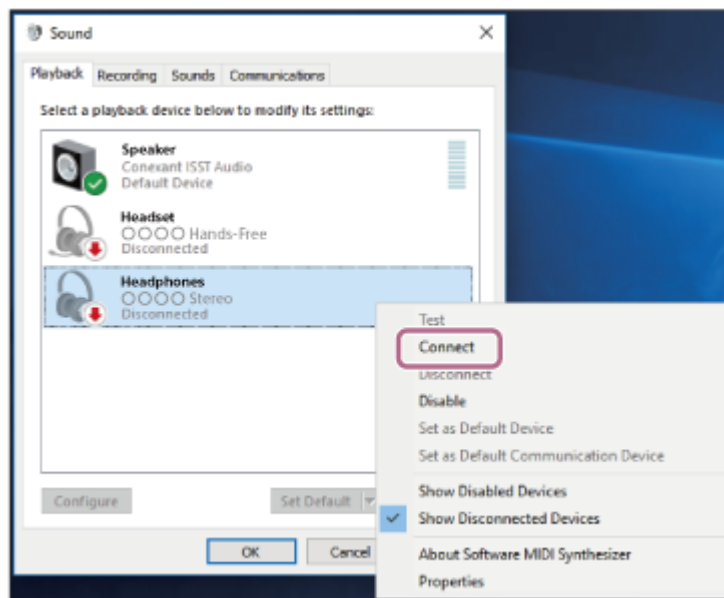 Sound
Playback Recording Sounds Communications
Select a playback device below to modify its settings:
Speaker
Conexant ISST Audio
Default Device
Headset
○○○○ Hands-Free
Disconnected
Headphones
○○○○ Stereo
Disconnected
Test
Connect
Disconnect
Disable
Set as Default Device
Set as Default Communication Device
Show Disabled Devices
Show Disconnected Devices
About Software MIDI Synthesizer
Properties
Configure Set Default
OK Cancel